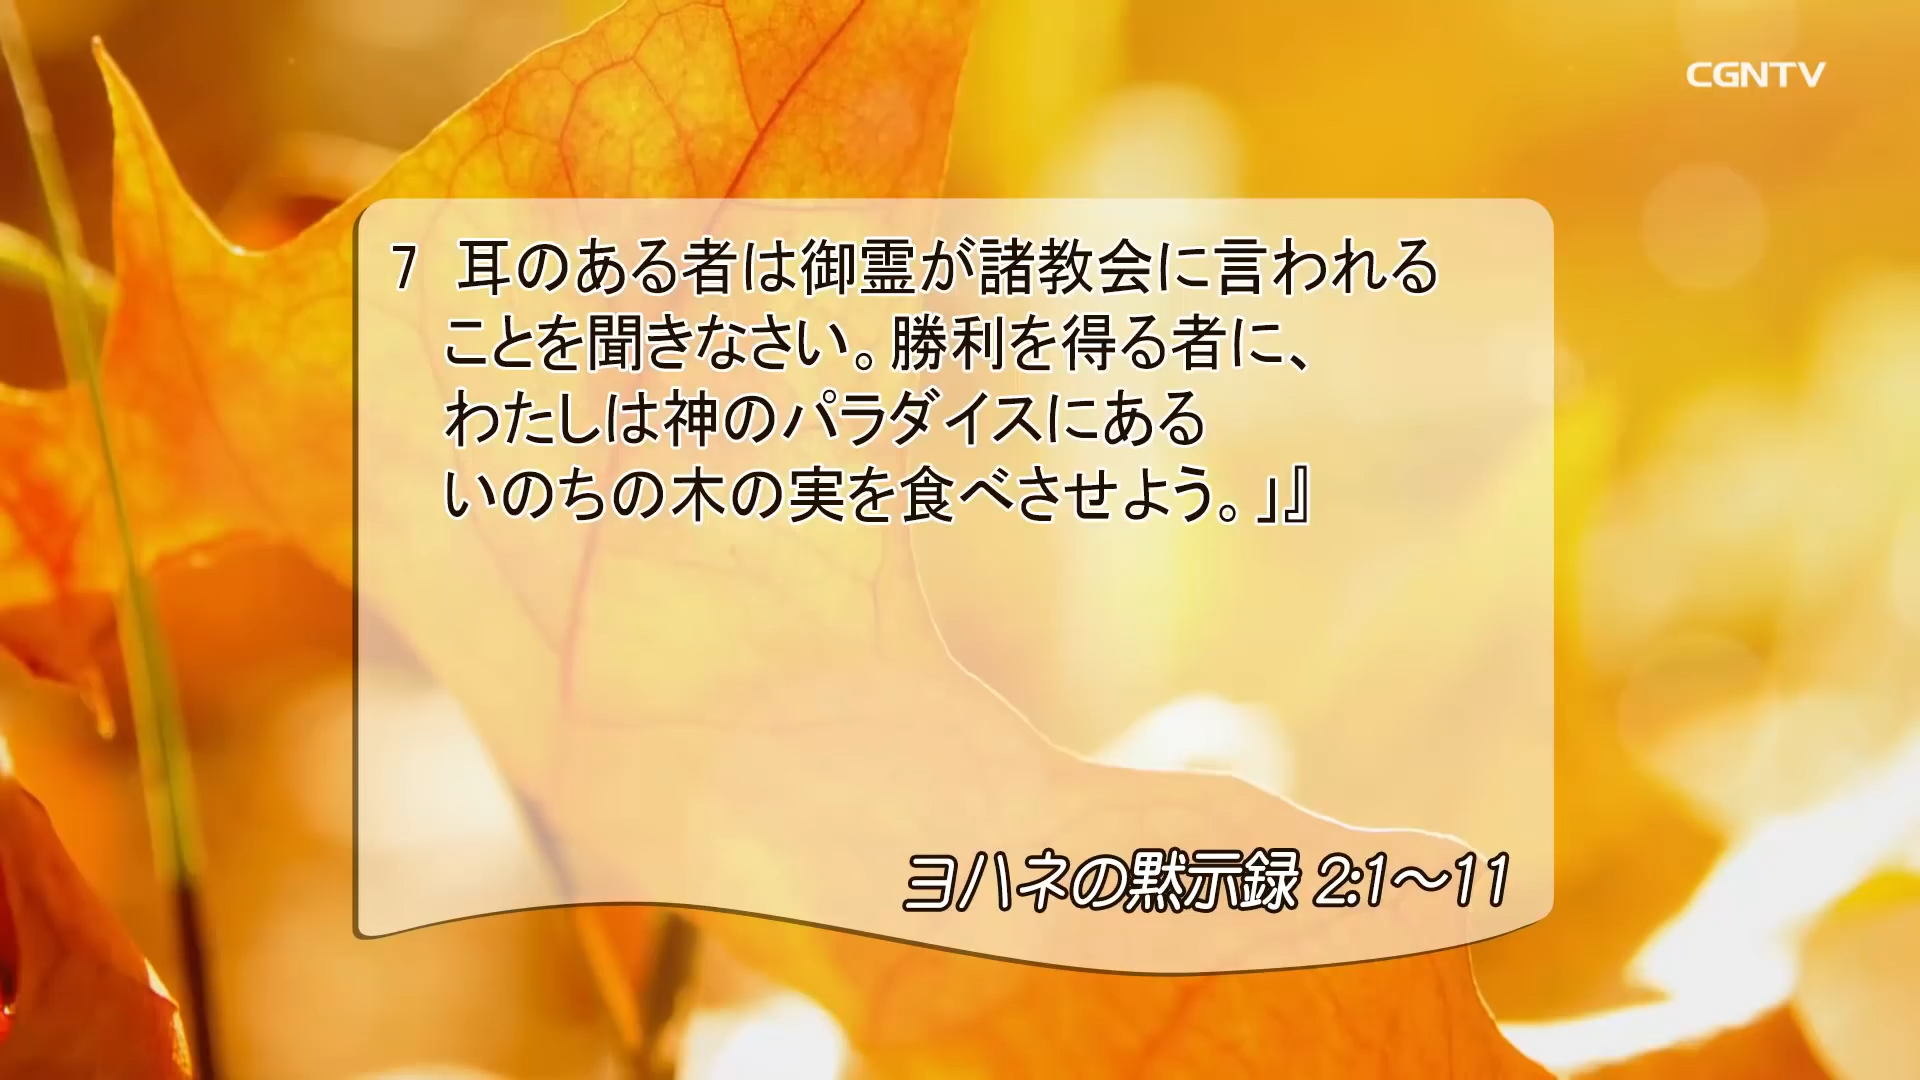 CGNTV
7 耳のある者は御霊が諸教会に言われる
ことを聞きなさい。勝利を得る者に、
わたしは神のパラダイスにある
いのちの木の実を食べさせよう。」』
ヨハネの黙示録 2:1～11